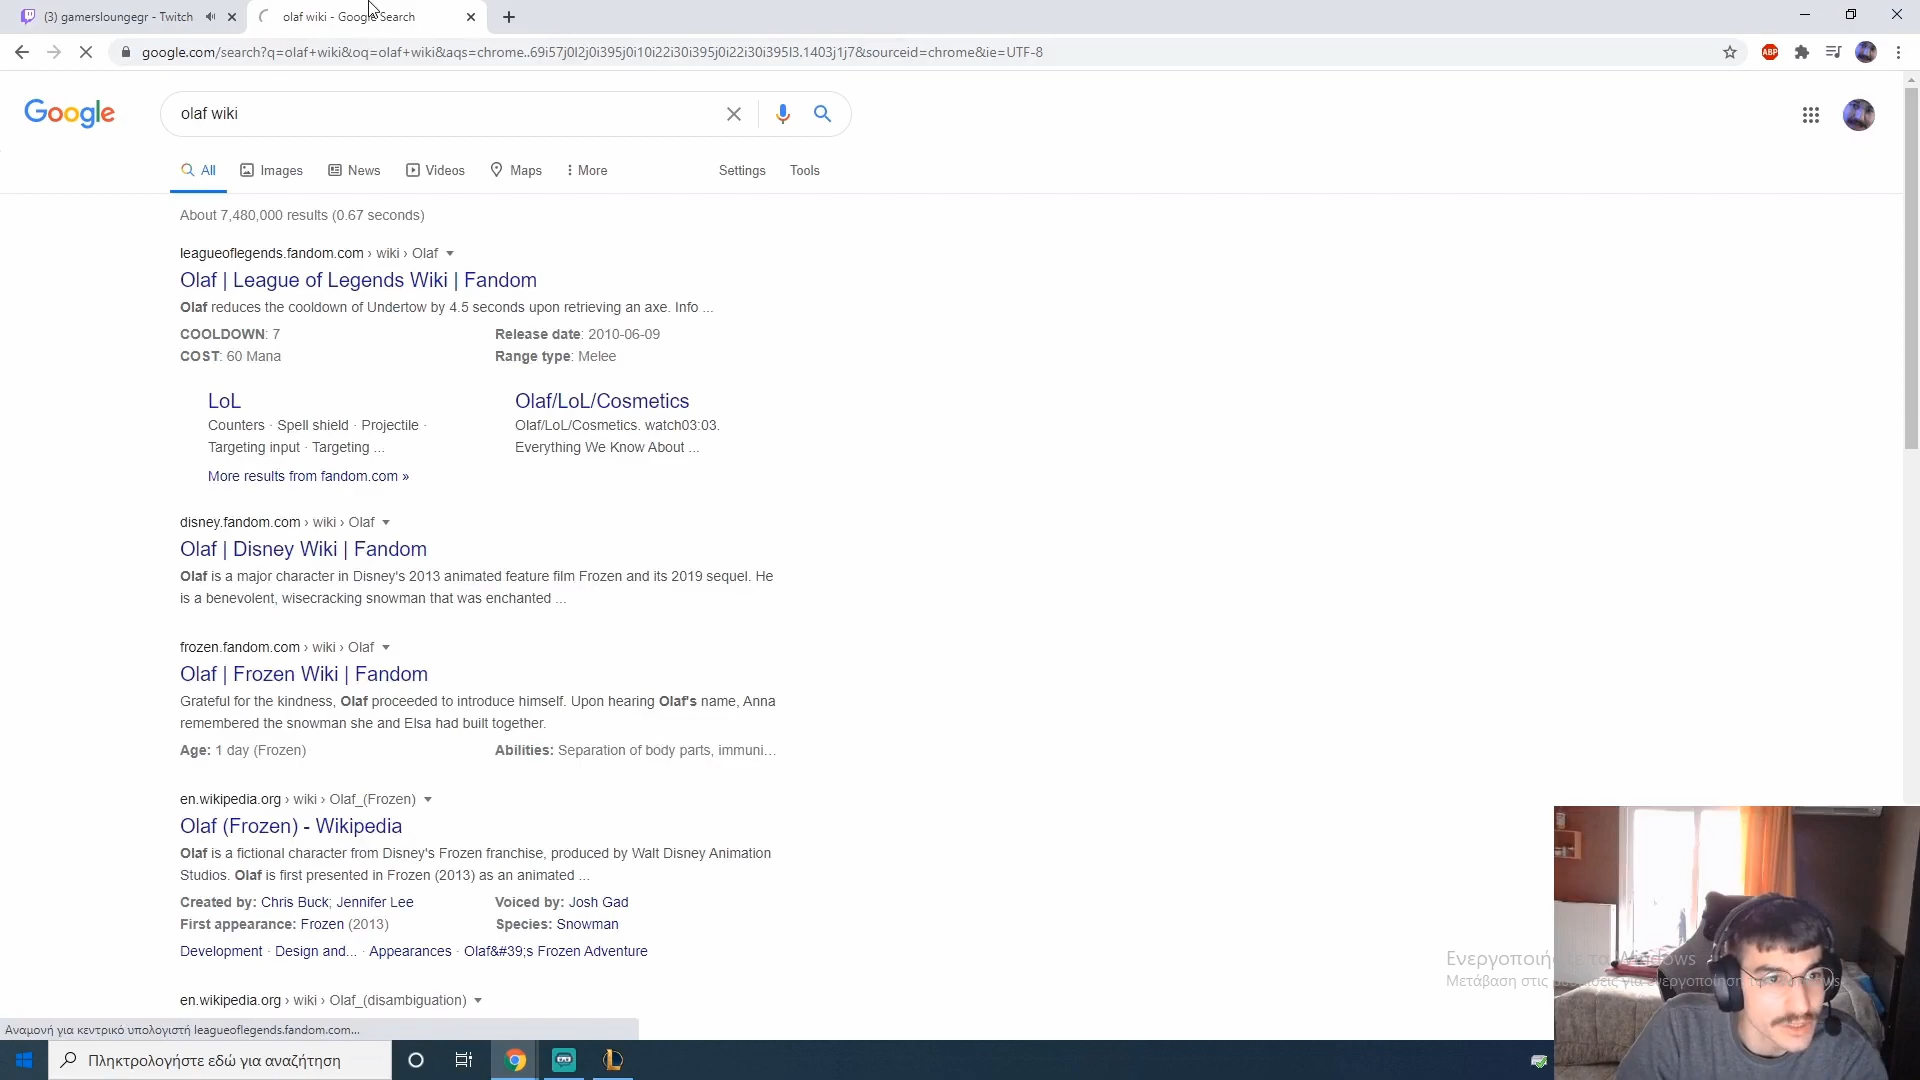 (3) gamersloungegr - Twitch
olaf wiki - Google Search
google.com/search?q=olaf+wiki&oq=olaf+wiki&aqs=chrome..69i57j0l2j0i395j0i10i22i30i395j0i22i30i395l3.1403j1j7&sourceid=chrome&ie=UTF-8
ABP
Google
olaf wiki
All
Images
News
Videos
Maps
More
Settings
Tools
About 7,480,000 results (0.67 seconds)
leagueoflegends.fandom.com › wiki › Olaf
Olaf | League of Legends Wiki | Fandom
Olaf reduces the cooldown of Undertow by 4.5 seconds upon retrieving an axe. Info ...
COOLDOWN: 7
Release date: 2010-06-09
COST: 60 Mana
Range type: Melee
LoL
Olaf/LoL/Cosmetics
Counters · Spell shield · Projectile ·
Olaf/LoL/Cosmetics. watch03:03.
Targeting input · Targeting ...
Everything We Know About ...
More results from fandom.com »
disney.fandom.com › wiki › Olaf
Olaf | Disney Wiki | Fandom
Olaf is a major character in Disney's 2013 animated feature film Frozen and its 2019 sequel. He
is a benevolent, wisecracking snowman that was enchanted ...
frozen.fandom.com › wiki › Olaf
Olaf | Frozen Wiki | Fandom
Grateful for the kindness, Olaf proceeded to introduce himself. Upon hearing Olaf's name, Anna
remembered the snowman she and Elsa had built together.
Age: 1 day (Frozen)
Abilities: Separation of body parts, immuni...
en.wikipedia.org › wiki › Olaf_(Frozen)
Olaf (Frozen) - Wikipedia
Olaf is a fictional character from Disney's Frozen franchise, produced by Walt Disney Animation
Studios. Olaf is first presented in Frozen (2013) as an animated ...
Created by: Chris Buck; Jennifer Lee
Voiced by: Josh Gad
First appearance: Frozen (2013)
Species: Snowman
Development · Design and... · Appearances · Olaf&#39;s Frozen Adventure
en.wikipedia.org › wiki › Olaf_(disambiguation)
Μετάβαση στις
Αναμονή για κεντρικό υπολογιστή leagueoflegends.fandom.com...
Πληκτρολογήστε εδώ για αναζήτηση